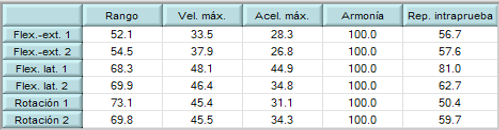 Rango Vel. máx. Acel. máx. Armonía Rep. intraprueba
Flex.-ext. 1 52.1 33.5 28.3 100.0 56.7
Flex.-ext. 2 54.5 37.9 26.8 100.0 57.6
Flex. lat. 1 68.3 48.1 44.9 100.0 81.0
Flex. lat. 2 69.9 46.4 34.8 100.0 62.7
Rotación 1 73.1 45.4 31.1 100.0 50.4
Rotación 2 69.8 45.5 34.3 100.0 59.7